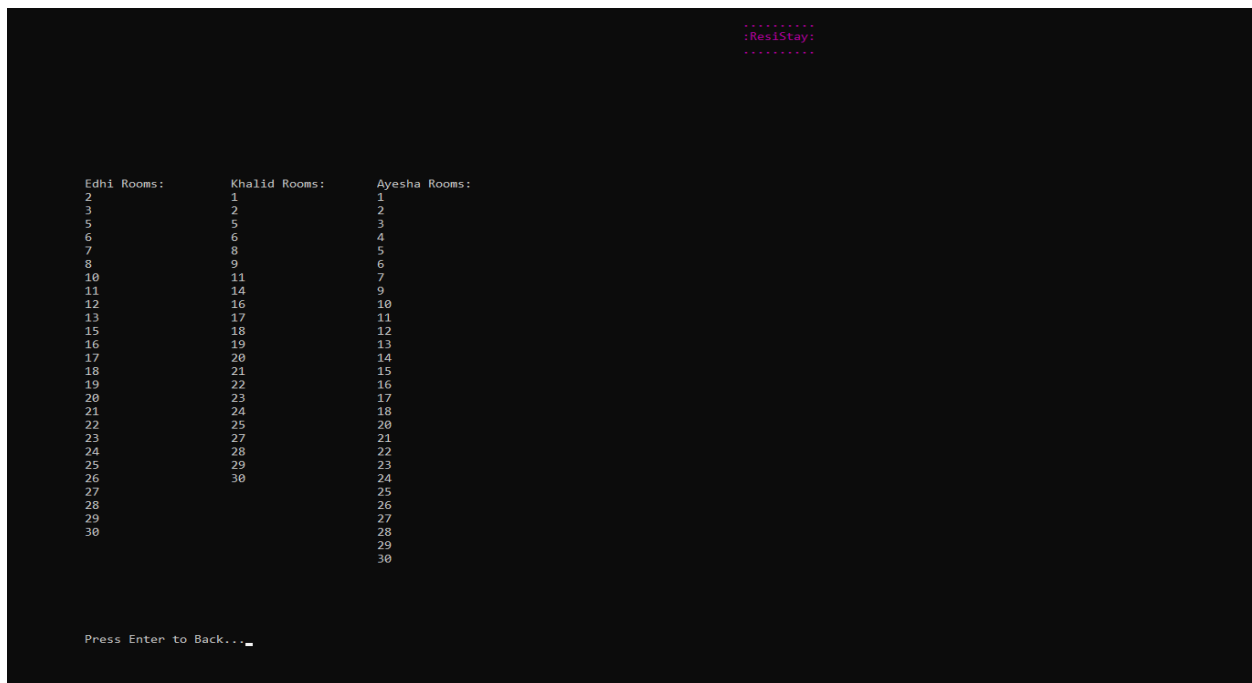 ..........
:ResiStay:
..........
Edhi Rooms: Khalid Rooms: Ayesha Rooms:
2 1 1
3 2 2
5 5 3
6 6 4
7 8 5
8 9 6
10 11 7
11 14 9
12 16 10
13 17 11
15 18 12
16 19 13
17 20 14
18 21 15
19 22 16
20 23 17
21 24 18
22 25 20
23 27 21
24 28 22
25 29 23
26 30 24
27 25
28 26
29 27
30 28
29
30
Press Enter to Back...